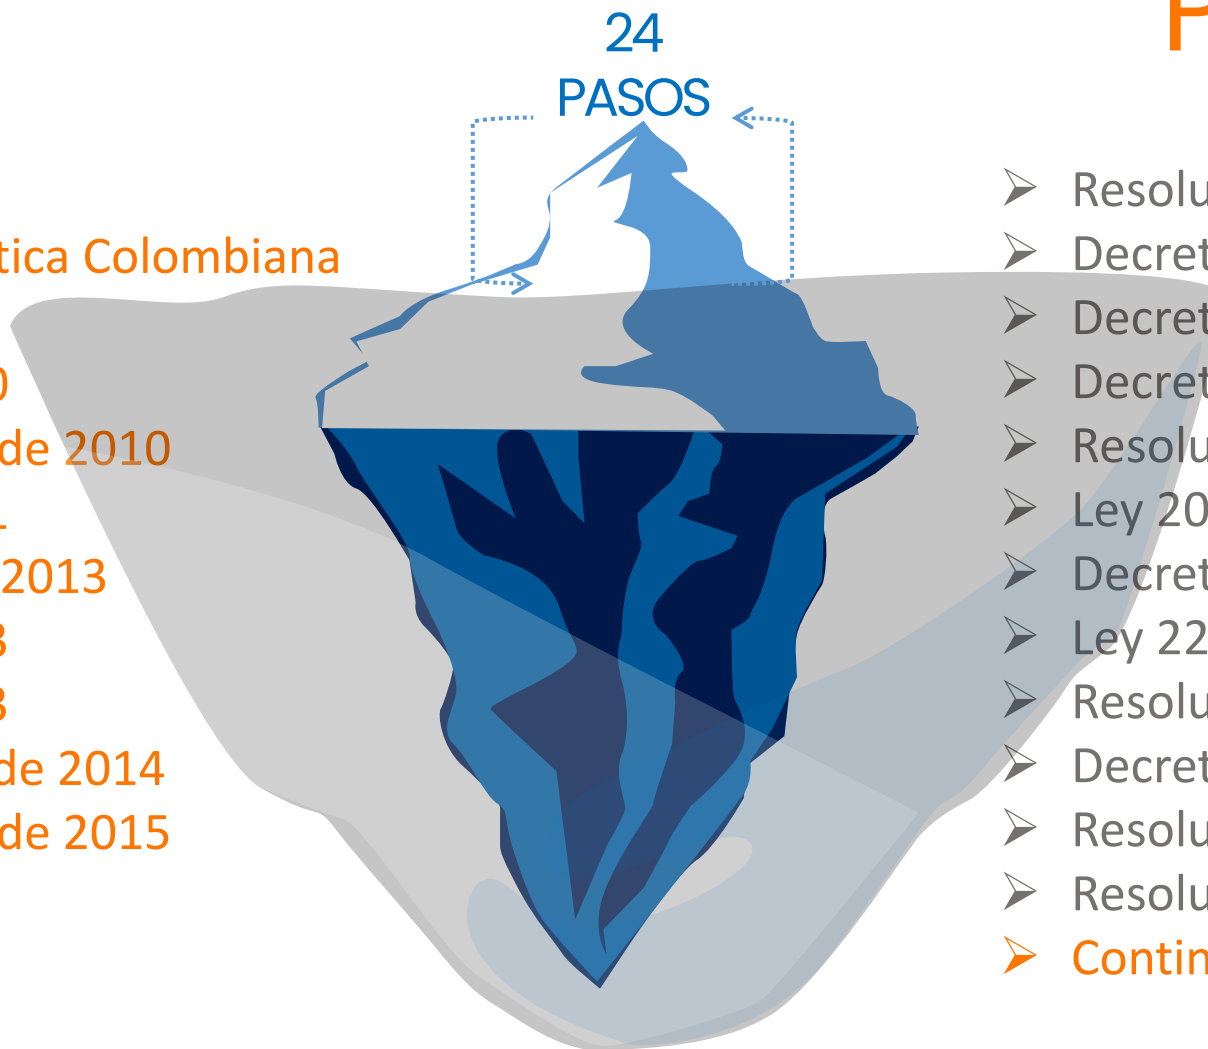 24
PASOS
P
tica Colombiana
0
de 2010
2013
3
3
de 2014
de 2015
Resolu
Decret
Decret
Decret
Resolu
Ley 20
Decret
Ley 22
Resolu
Decret
Resolu
Resolu
Contin